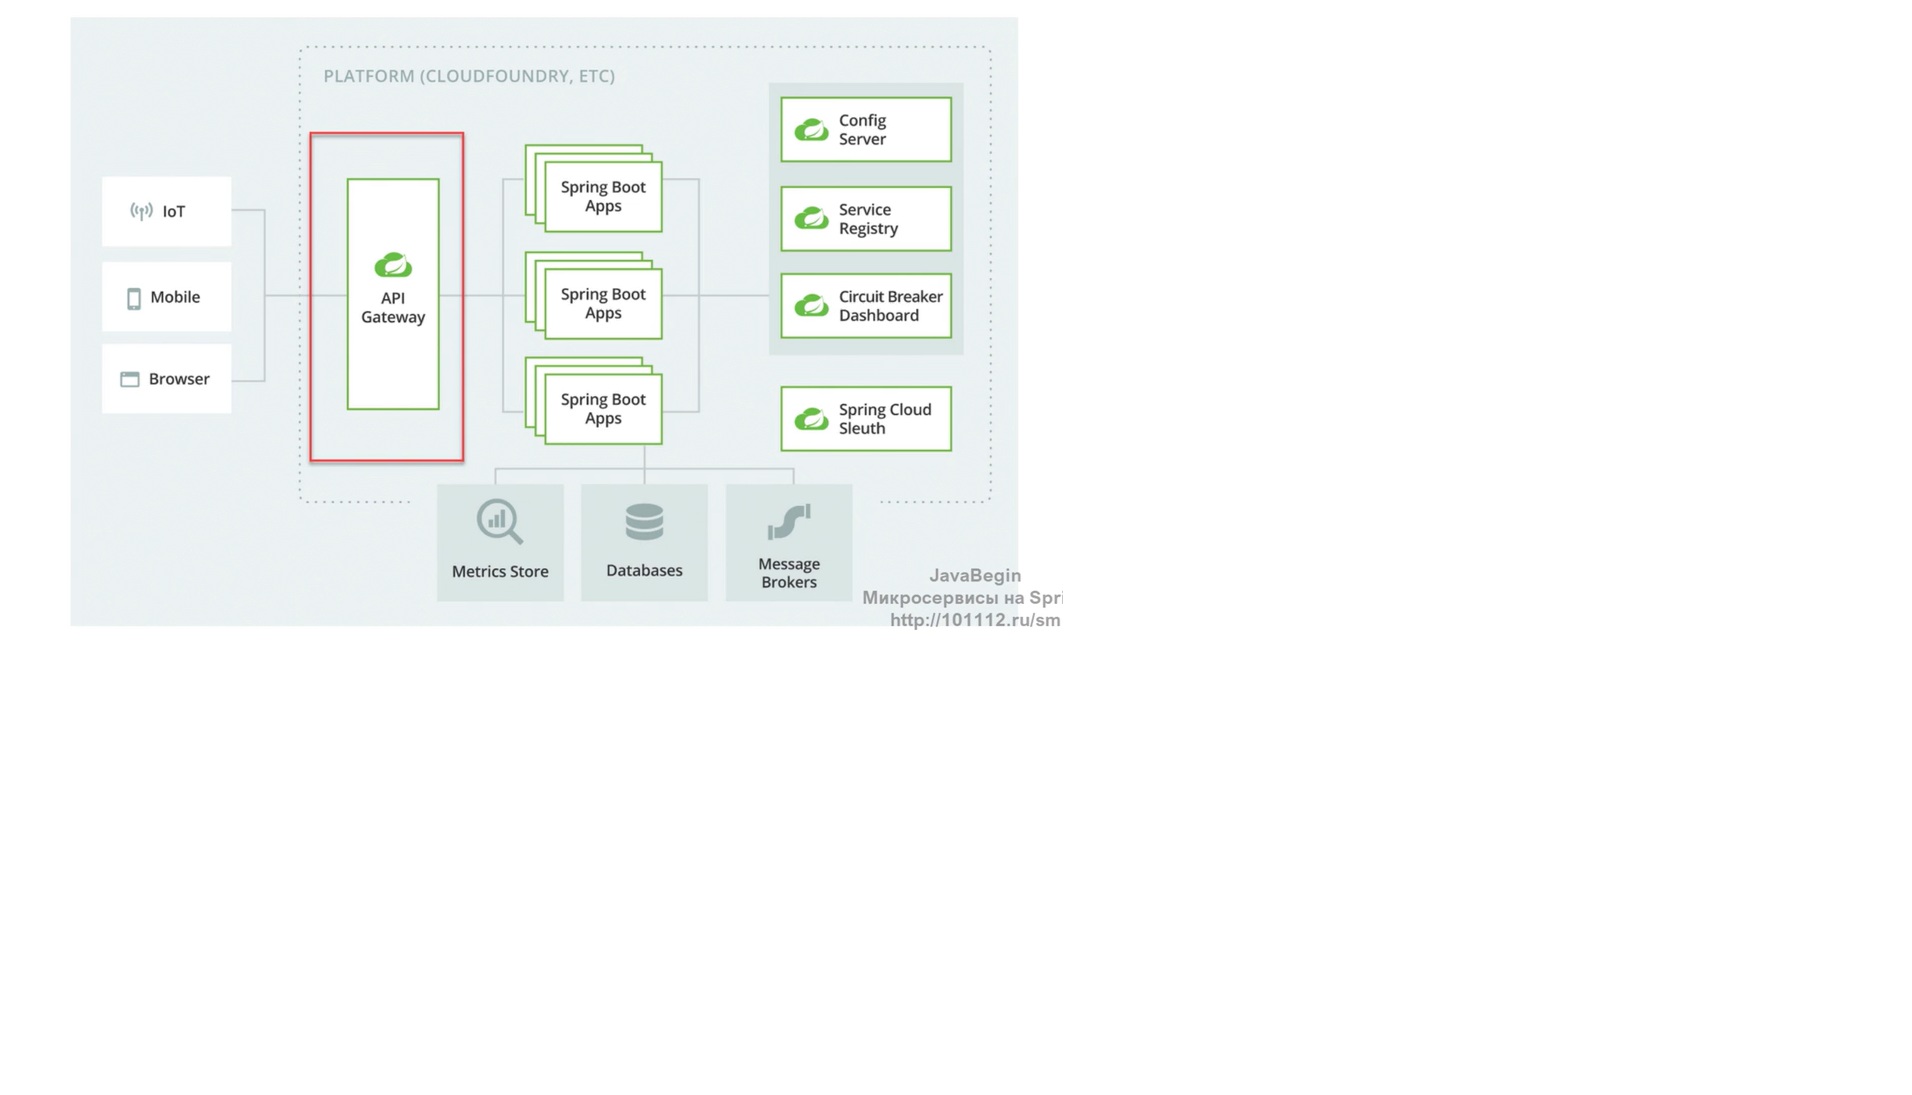 PLATFORM (CLOUDFOUNDRY, ETC)
IoT
Mobile
Browser
API
Gateway
Spring Boot
Apps
Spring Boot
Apps
Spring Boot
Apps
Config
Server
Service
Registry
Circuit Breaker
Dashboard
Spring Cloud
Sleuth
Metrics Store
Databases
Message
Brokers
JavaBegin
Микросервисы на Spri
http://101112.ru/sm